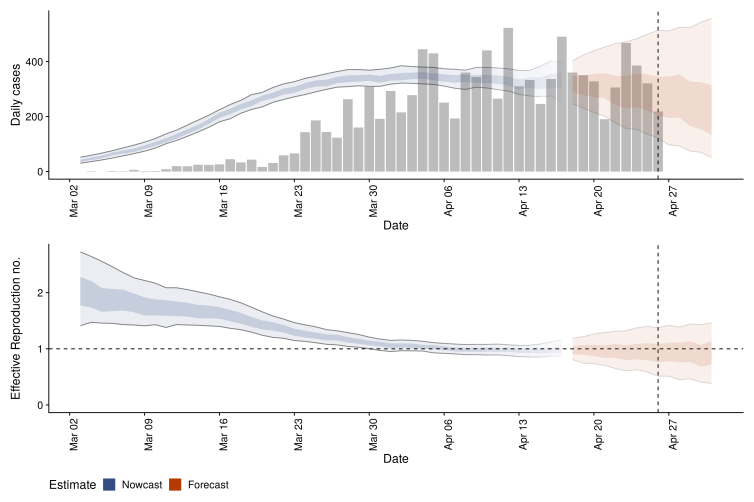 Daily cases
400
200
0
Mar 02
Mar 09
Mar 16
Mar 23
Mar 30
Apr 06
Apr 13
Apr 20
Apr 27
Date
Effective Reproduction no.
2
1
0
Mar 02
Mar 09
Mar 16
Mar 23
Mar 30
Apr 06
Apr 13
Apr 20
Apr 27
Date
Estimate Nowcast Forecast